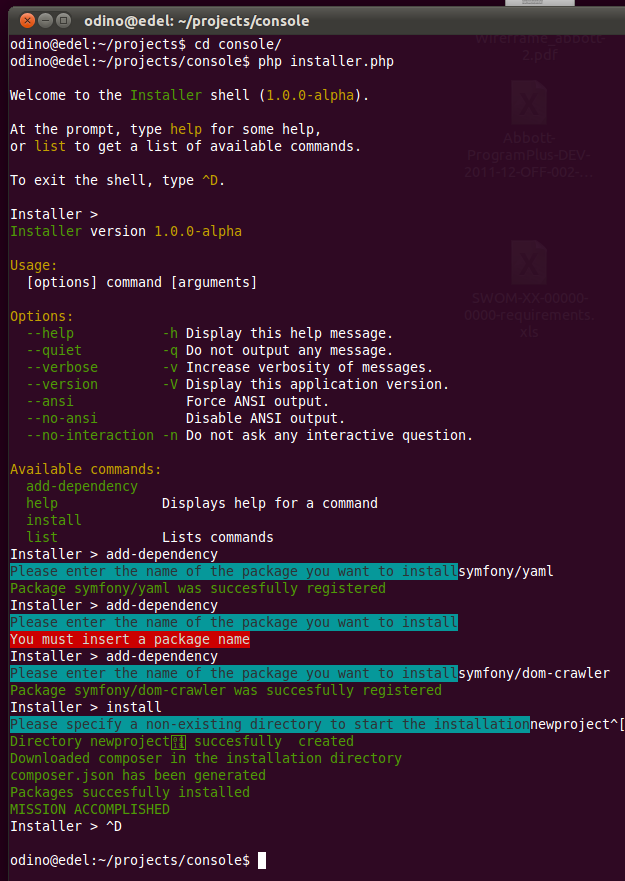 odino@edel: ~/projects/console
odino@edel:~/projects$ cd console/
odino@edel:~/projects/console$ php installer.php
Welcome to the Installer shell (1.0.0-alpha).
At the prompt, type help for some help,
or list to get a list of available commands.
To exit the shell, type ^D.
Installer >
Installer version 1.0.0-alpha
Usage:
  [options] command [arguments]
Options:
  --help           -h Display this help message.
  --quiet          -q Do not output any message.
  --verbose        -v Increase verbosity of messages.
  --version        -V Display this application version.
  --ansi              Force ANSI output.
  --no-ansi           Disable ANSI output.
  --no-interaction -n Do not ask any interactive question.
Available commands:
  add-dependency
  help             Displays help for a command
  install
  list             Lists commands
Installer > add-dependency
Please enter the name of the package you want to installsymfony/yaml
Package symfony/yaml was succesfully registered
Installer > add-dependency
Please enter the name of the package you want to install
You must insert a package name
Installer > add-dependency
Please enter the name of the package you want to installsymfony/dom-crawler
Package symfony/dom-crawler was succesfully registered
Installer > install
Please specify a non-existing directory to start the installationnewproject^[
Directory newproject succesfully  created
Downloaded composer in the installation directory
composer.json has been generated
Packages succesfully installed
MISSION ACCOMPLISHED
Installer > ^D
odino@edel:~/projects/console$
Wireframe_abbott-
2.pdf
Abbott-
ProgramPlus-DEV-
2011-12-OFF-002-...
SWOM-XX-00000-
0000-requirements.
xls